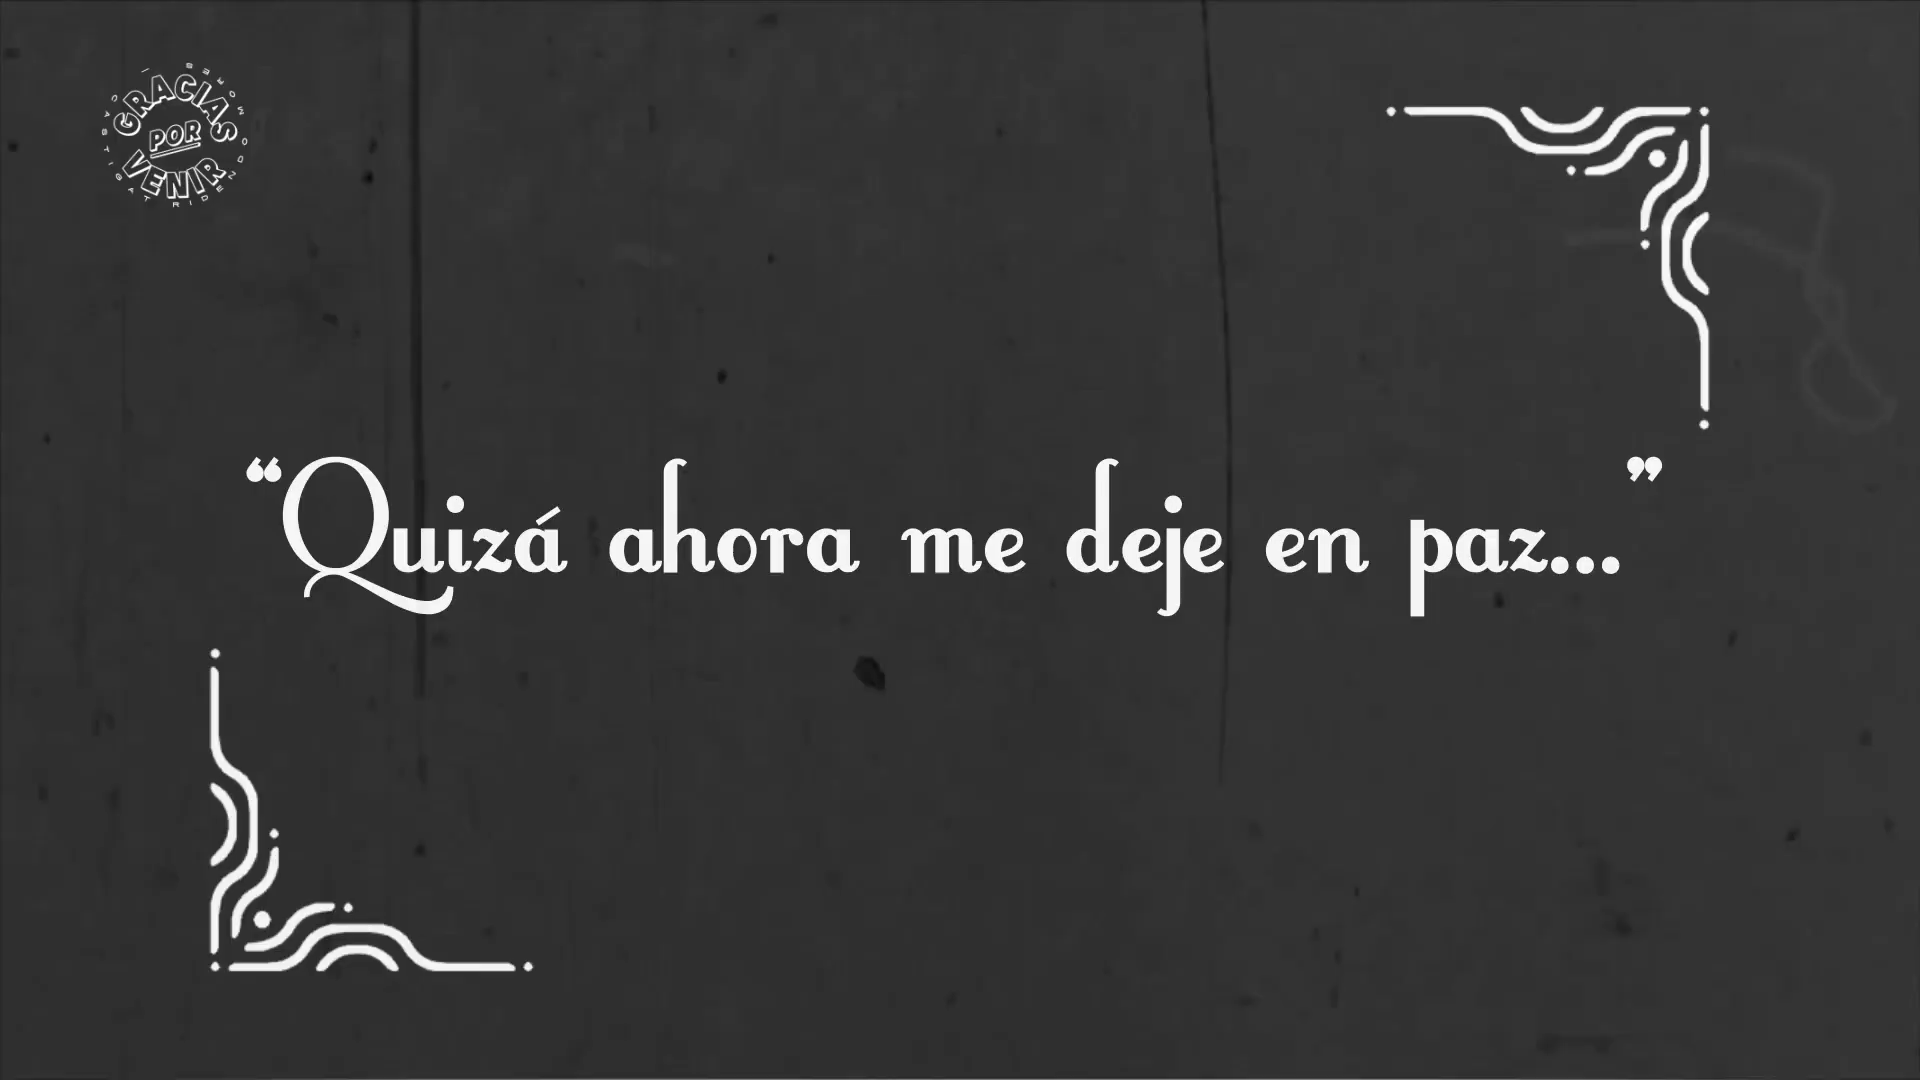 GRACIAS
POR
VENIR
“Quizá ahora me deje en paz...”